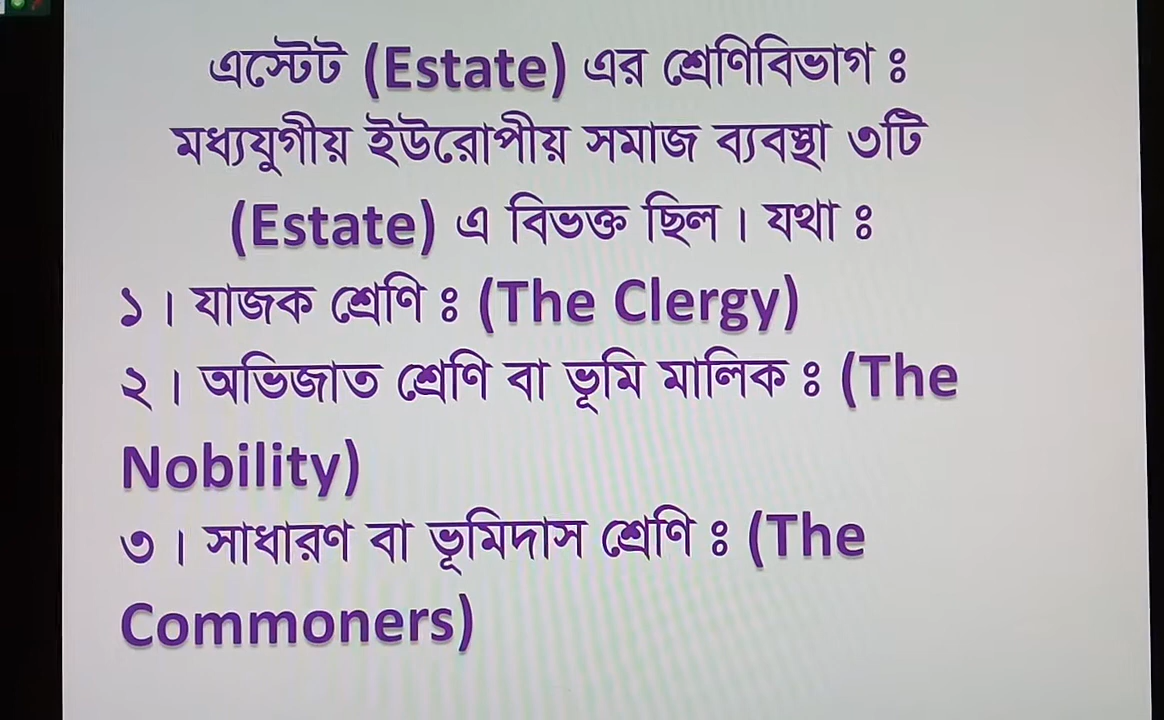 এস্টেট (Estate) এর শ্রেণিবিভাগ ঃ
মধ্যযুগীয় ইউরোপীয় সমাজ ব্যবস্থা ৩টি
(Estate) এ বিভক্ত ছিল । যথা ঃ
১ । যাজক শ্রেণি ঃ (The Clergy)
২ । অভিজাত শ্রেণি বা ভূমি মালিক ঃ (The
Nobility)
৩ । সাধারণ বা ভূমিদাস শ্রেণি ঃ (The
Commoners)